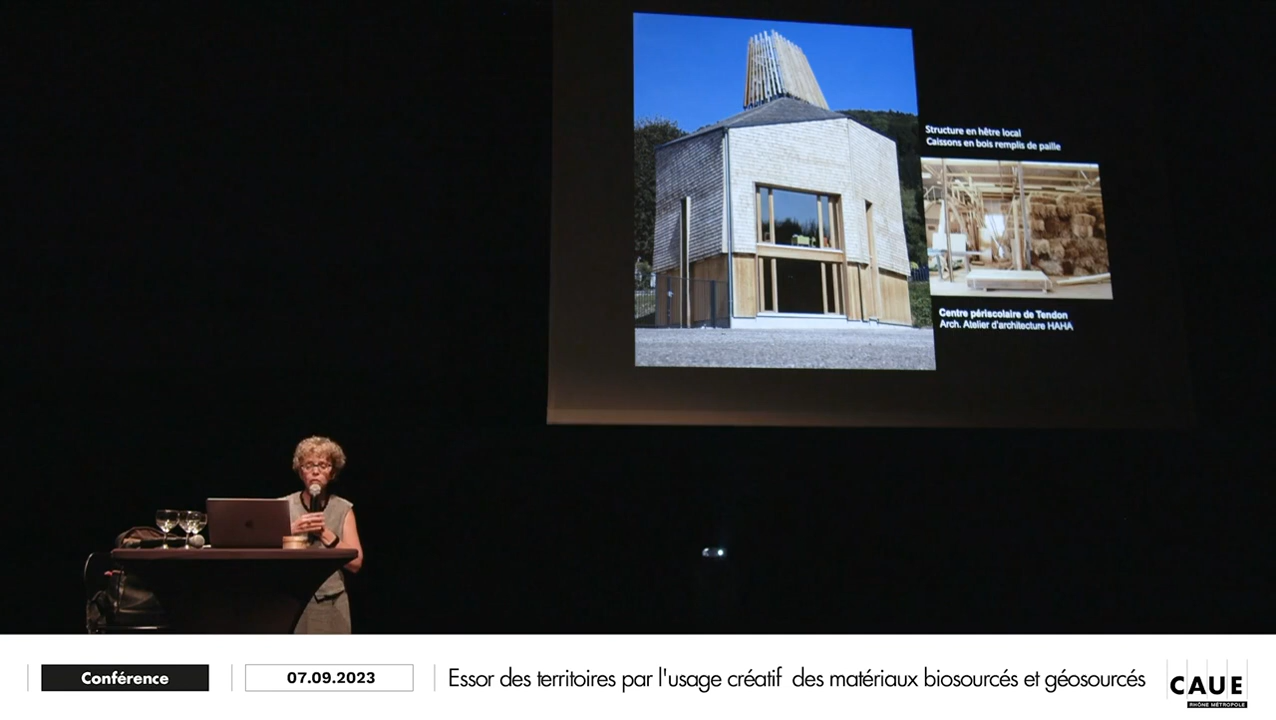 Structure en hêtre local
Caissons en bois remplis de paille
Centre périscolaire de Tendon
Arch. Atelier d'architecture HAHA
Conférence
07.09.2023
Essor des territoires par l'usage créatif des matériaux biosourcés et géosourcés
CAUE
RHÔNE MÉTROPOLE